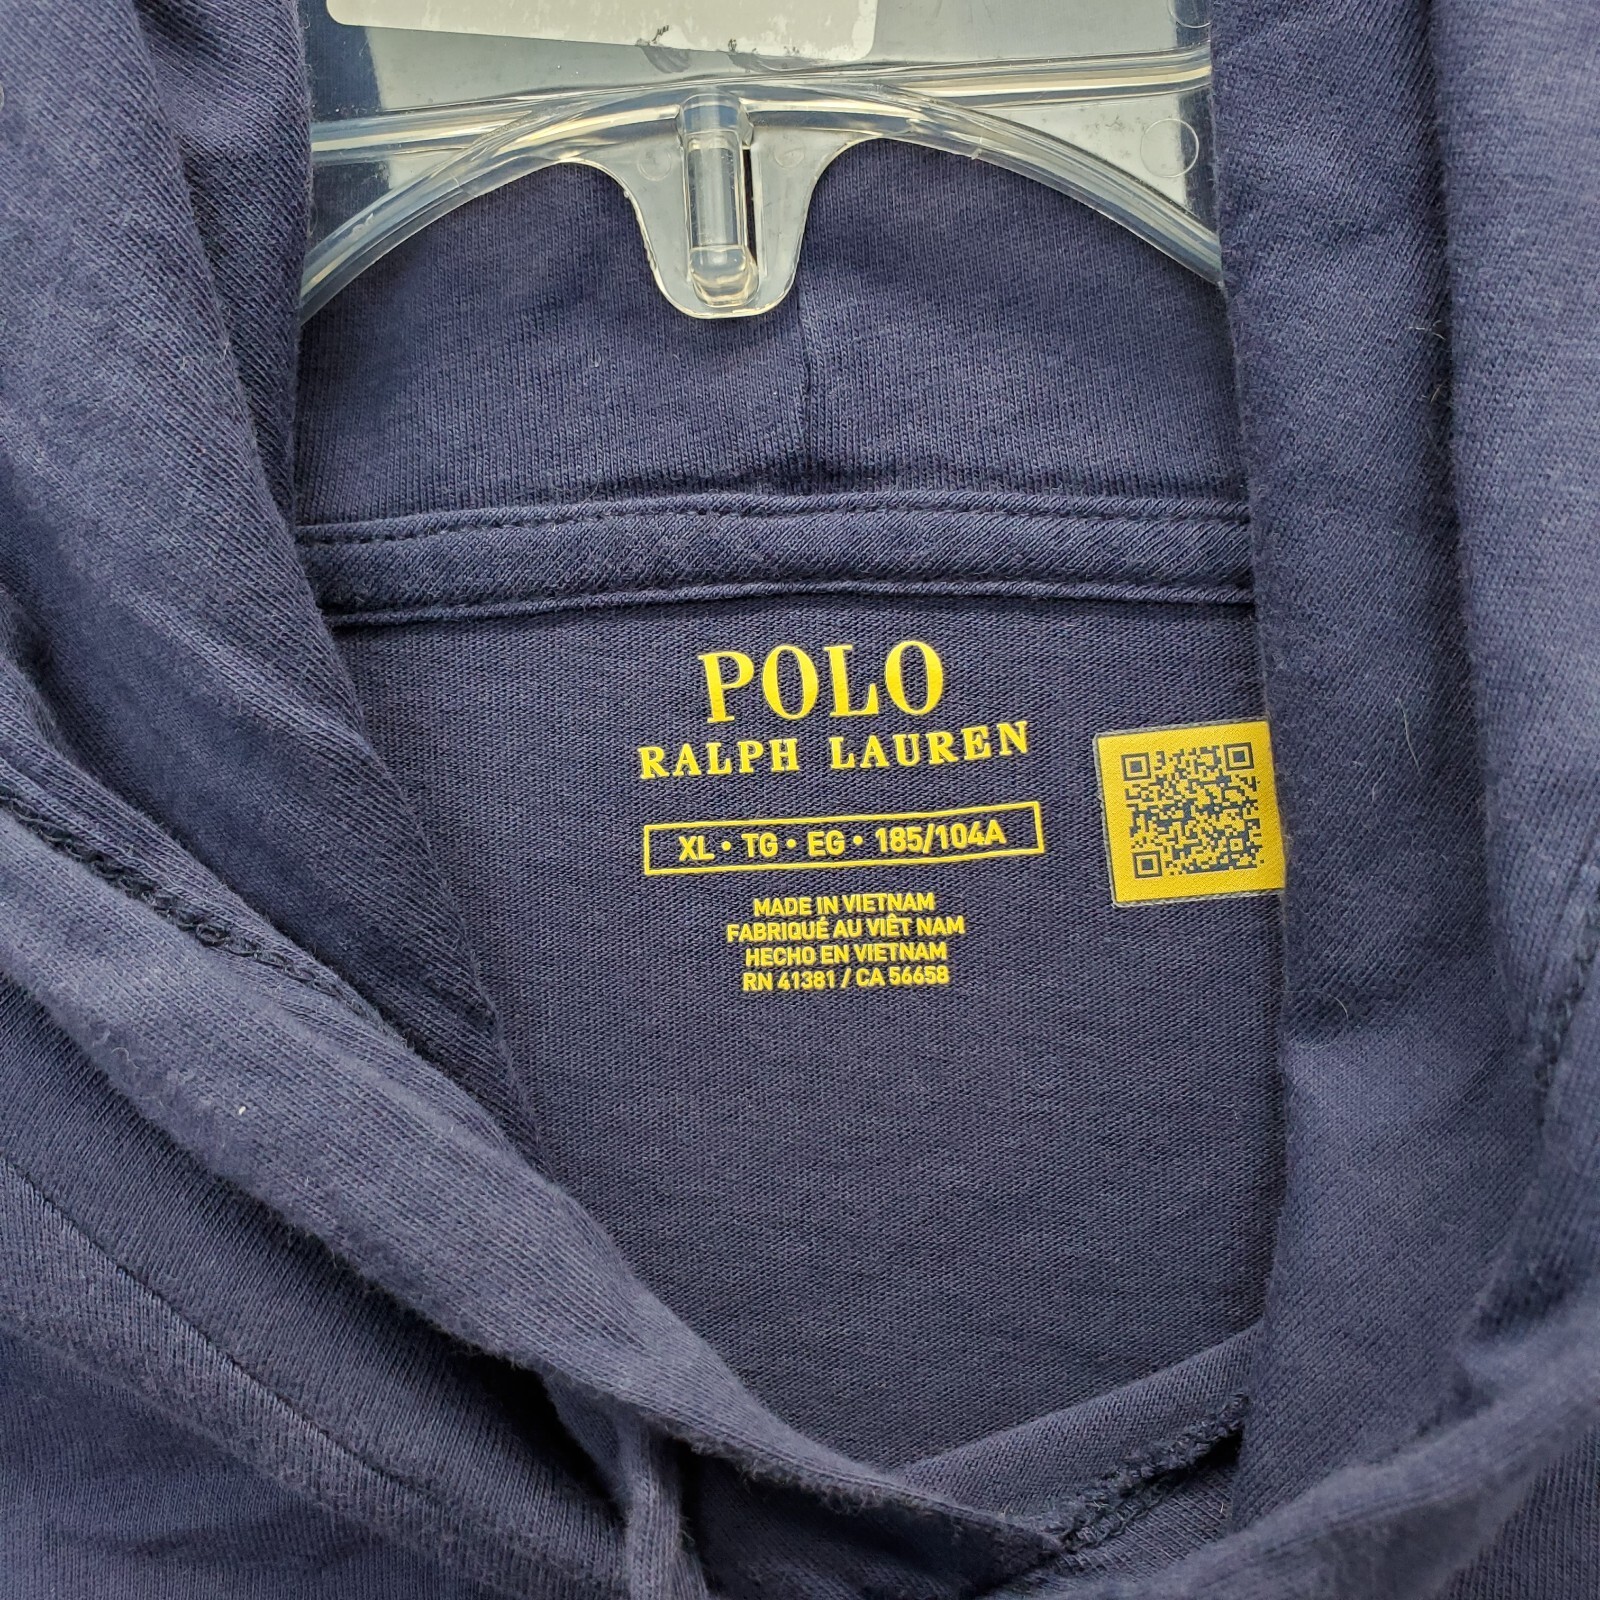 POLO
RALPH LAUREN
XL • TG • EG • 185/104A
MADE IN VIETNAM
FABRIQUÉ AU VIÊT NAM
HECHO EN VIETNAM
RN 41381 / CA 56658